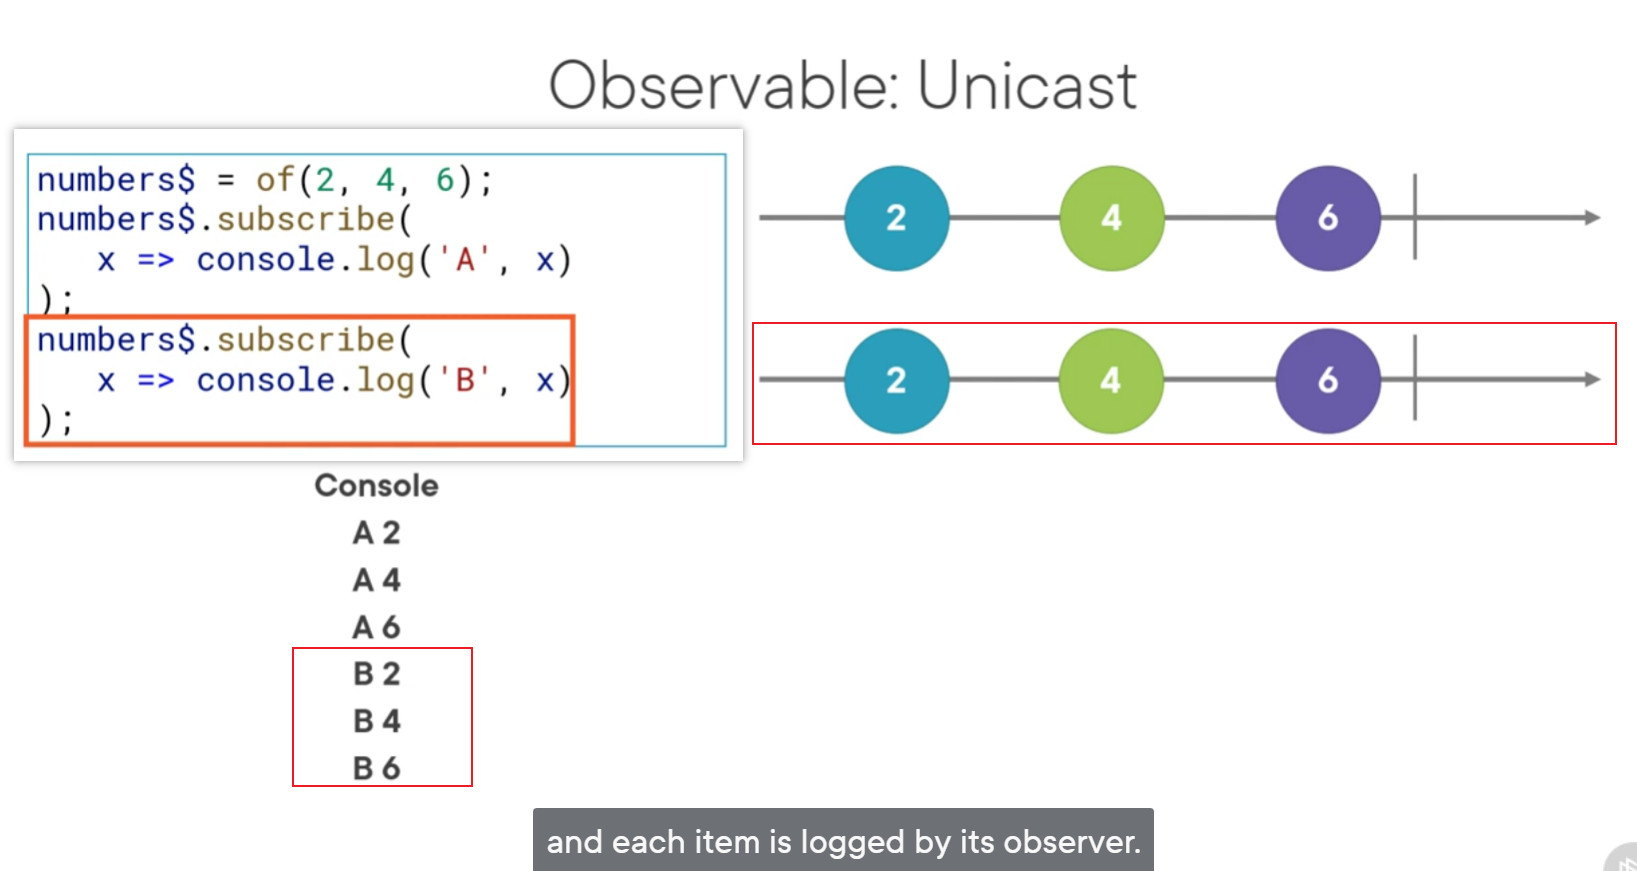 Observable: Unicast
numbers$ = of(2, 4, 6);
numbers$.subscribe(
   x => console.log('A', x)
);
numbers$.subscribe(
   x => console.log('B', x)
);
2 4 6
2 4 6
Console
A 2
A 4
A 6
B 2
B 4
B 6
and each item is logged by its observer.